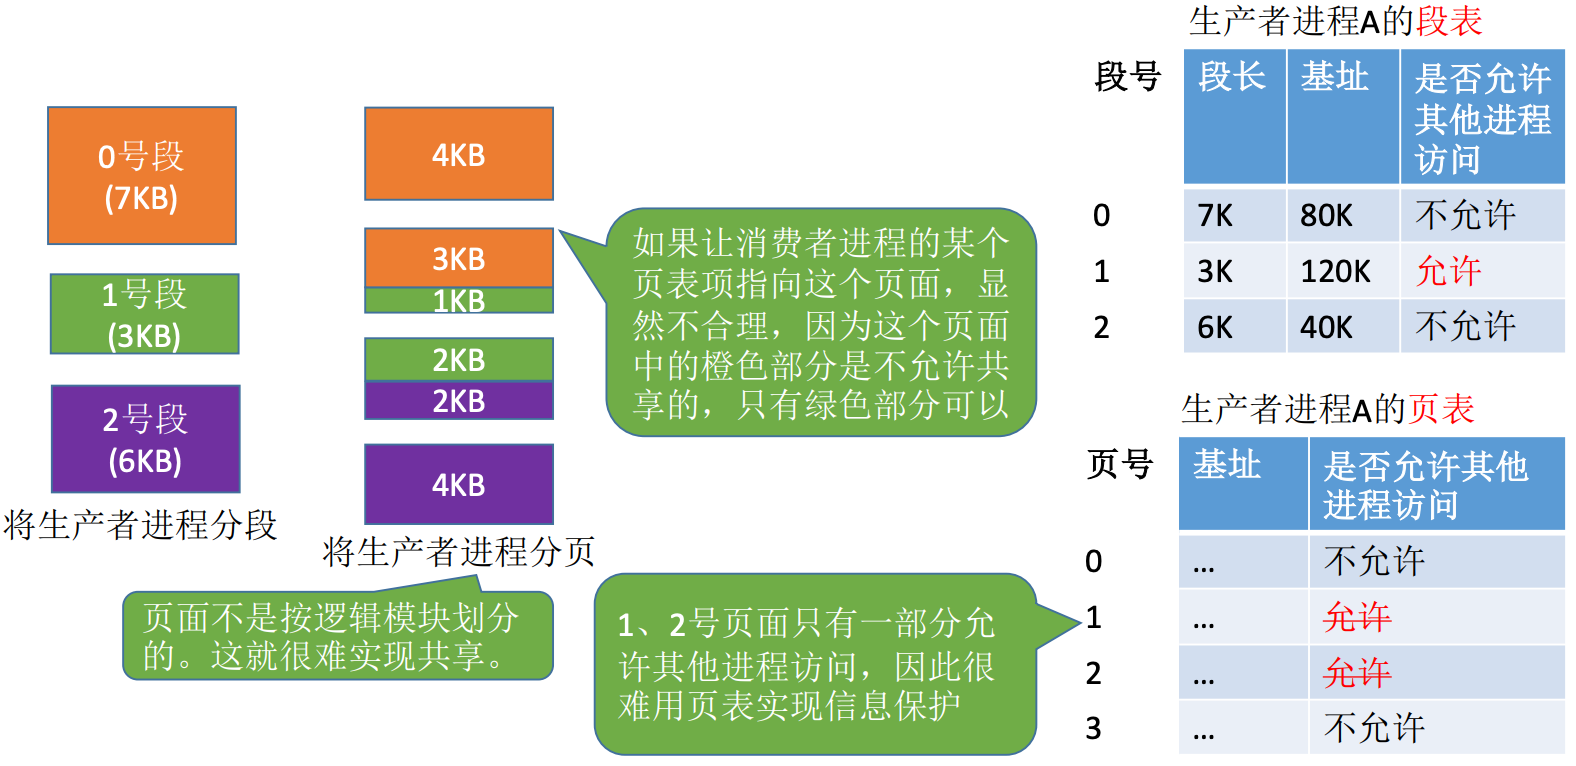 0号段
(7KB)
1号段
(3KB)
2号段
(6KB)
将生产者进程分段
4KB
3KB
1KB
2KB
2KB
4KB
将生产者进程分页
页面不是按逻辑模块划分
的。这就很难实现共享。
如果让消费者进程的某个
页表项指向这个页面，显
然不合理，因为这个页面
中的橙色部分是不允许共
享的，只有绿色部分可以
1、2号页面只有一部分允
许其他进程访问，因此很
难用页表实现信息保护
生产者进程A的段表
段号 段长 基址 是否允许
其他进程
访问
0 7K 80K 不允许
1 3K 120K 允许
2 6K 40K 不允许
生产者进程A的页表
页号 基址 是否允许其他
进程访问
0 ... 不允许
1 ... 允许
2 ... 允许
3 ... 不允许